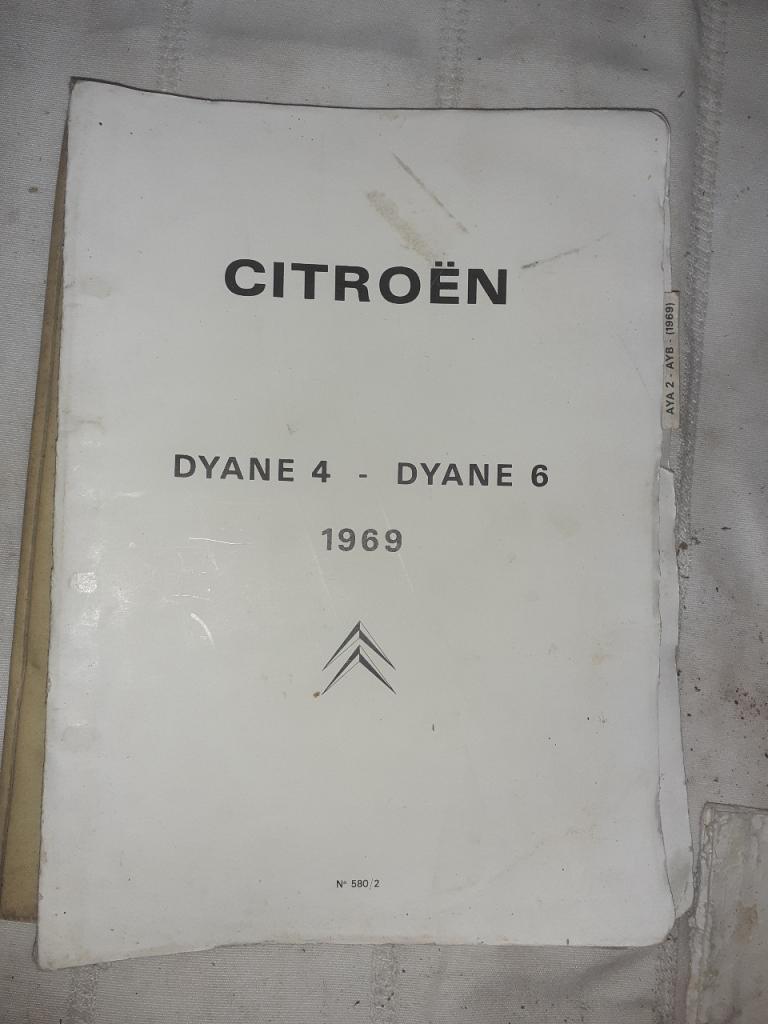 CITROËN
DYANE 4 - DYANE 6
1969
N° 580/2
AYA 2 - AYB - (1969)